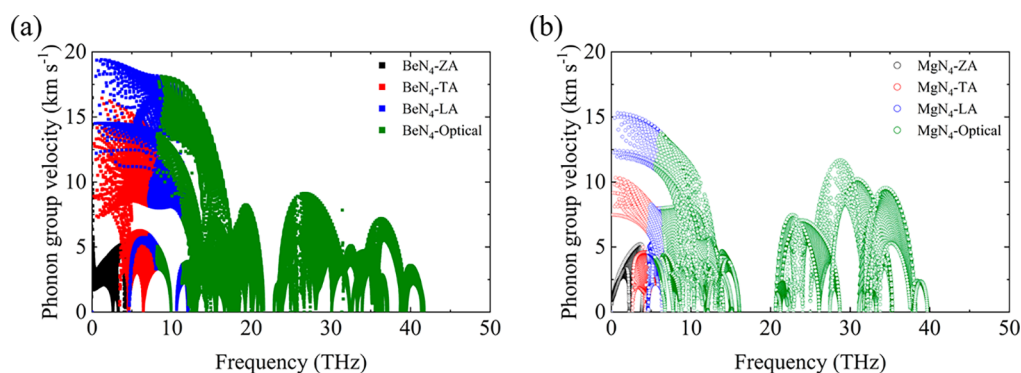 (a)
Phonon group velocity (km s⁻¹)
20
15
10
5
0
BeN₄-ZA
BeN₄-TA
BeN₄-LA
BeN₄-Optical
0 10 20 30 40 50
Frequency (THz)
(b)
Phonon group velocity (km s⁻¹)
20
15
10
5
0
MgN₄-ZA
MgN₄-TA
MgN₄-LA
MgN₄-Optical
0 10 20 30 40 50
Frequency (THz)